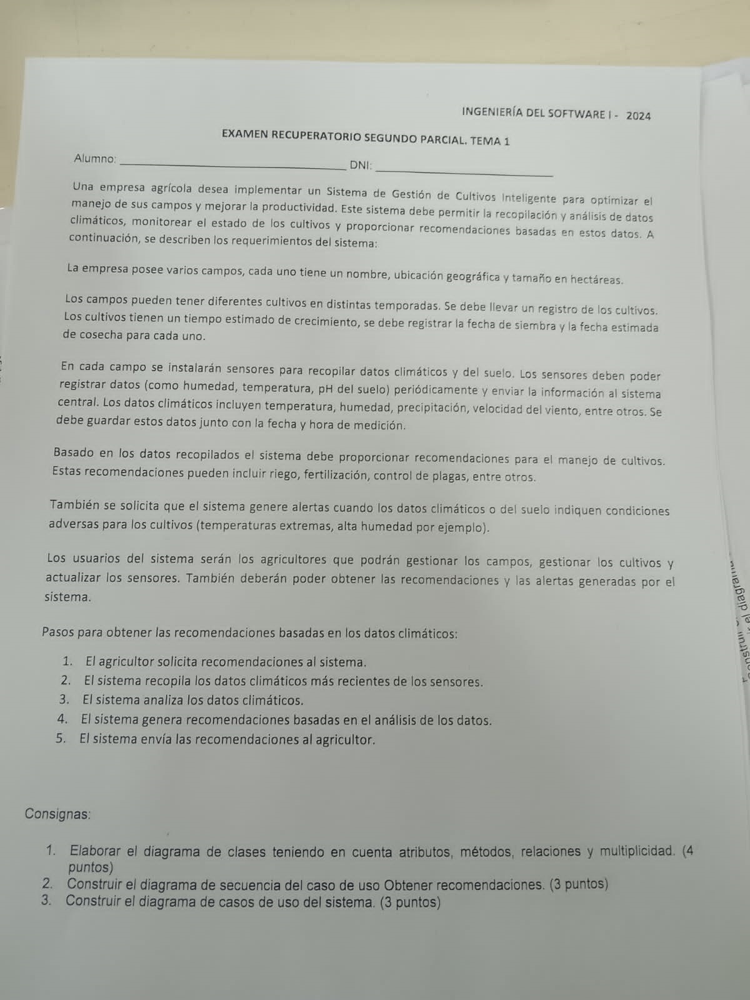 INGENIERÍA DEL SOFTWARE I - 2024
EXAMEN RECUPERATORIO SEGUNDO PARCIAL. TEMA 1
Alumno: ____________________ DNI: ____________________
Una empresa agrícola desea implementar un Sistema de Gestión de Cultivos Inteligente para optimizar el
manejo de sus campos y mejorar la productividad. Este sistema debe permitir la recopilación y análisis de datos
climáticos, monitorear el estado de los cultivos y proporcionar recomendaciones basadas en estos datos. A
continuación, se describen los requerimientos del sistema:
La empresa posee varios campos, cada uno tiene un nombre, ubicación geográfica y tamaño en hectáreas.
Los campos pueden tener diferentes cultivos en distintas temporadas. Se debe llevar un registro de los cultivos.
Los cultivos tienen un tiempo estimado de crecimiento, se debe registrar la fecha de siembra y la fecha estimada
de cosecha para cada uno.
En cada campo se instalarán sensores para recopilar datos climáticos y del suelo. Los sensores deben poder
registrar datos (como humedad, temperatura, pH del suelo) periódicamente y enviar la información al sistema
central. Los datos climáticos incluyen temperatura, humedad, precipitación, velocidad del viento, entre otros. Se
debe guardar estos datos junto con la fecha y hora de medición.
Basado en los datos recopilados el sistema debe proporcionar recomendaciones para el manejo de cultivos.
Estas recomendaciones pueden incluir riego, fertilización, control de plagas, entre otros.
También se solicita que el sistema genere alertas cuando los datos climáticos o del suelo indiquen condiciones
adversas para los cultivos (temperaturas extremas, alta humedad por ejemplo).
Los usuarios del sistema serán los agricultores que podrán gestionar los campos, gestionar los cultivos y
actualizar los sensores. También deberán poder obtener las recomendaciones y las alertas generadas por el
sistema.
Pasos para obtener las recomendaciones basadas en los datos climáticos:
1. El agricultor solicita recomendaciones al sistema.
2. El sistema recopila los datos climáticos más recientes de los sensores.
3. El sistema analiza los datos climáticos.
4. El sistema genera recomendaciones basadas en el análisis de los datos.
5. El sistema envía las recomendaciones al agricultor.
Consignas:
1. Elaborar el diagrama de clases teniendo en cuenta atributos, métodos, relaciones y multiplicidad. (4
puntos)
2. Construir el diagrama de secuencia del caso de uso Obtener recomendaciones. (3 puntos)
3. Construir el diagrama de casos de uso del sistema. (3 puntos)
el diagrama